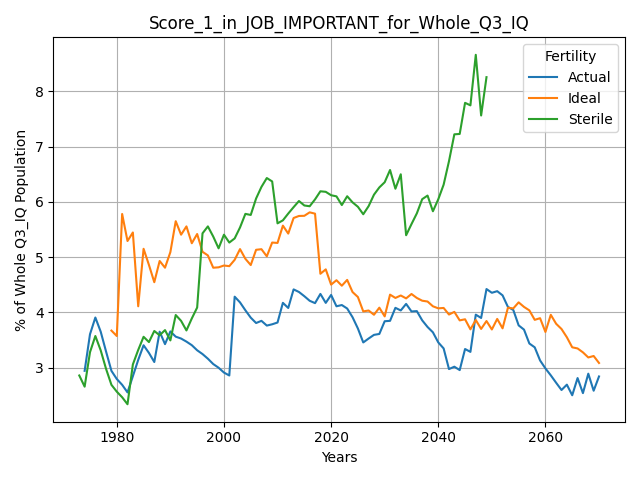 Score_1_in_JOB_IMPORTANT_for_Whole_Q3_IQ
Fertility
Actual
Ideal
Sterile
% of Whole Q3_IQ Population
8
7
6
5
4
3
1980
2000
2020
2040
2060
Years